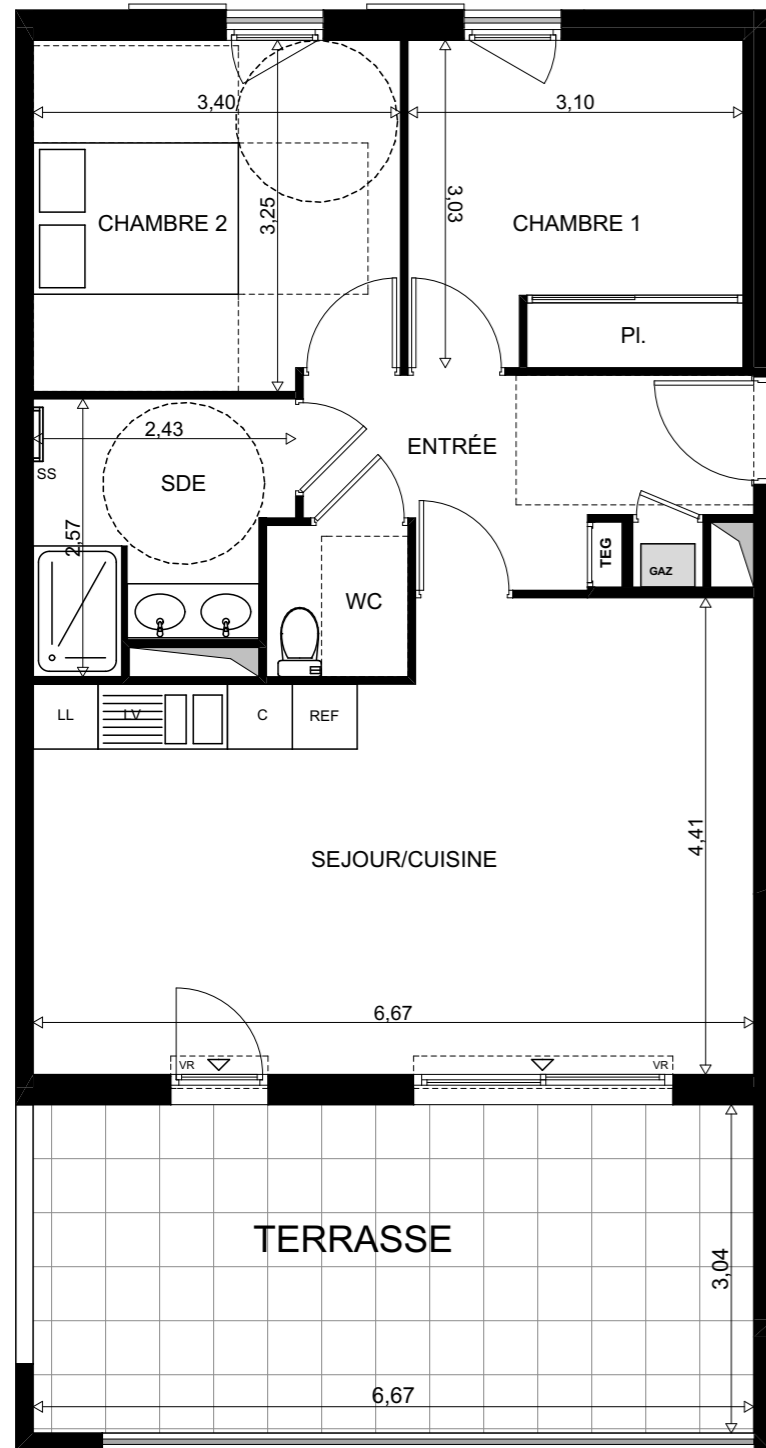 3,40
3,10
CHAMBRE 2
3,25
3,03
CHAMBRE 1
Pl.
2,43
ENTRÉE
SS
SDE
2,57
TEG
GAZ
WC
LL
LV
C
REF
4,41
SEJOUR/CUISINE
6,67
VR
VR
TERRASSE
3,04
6,67